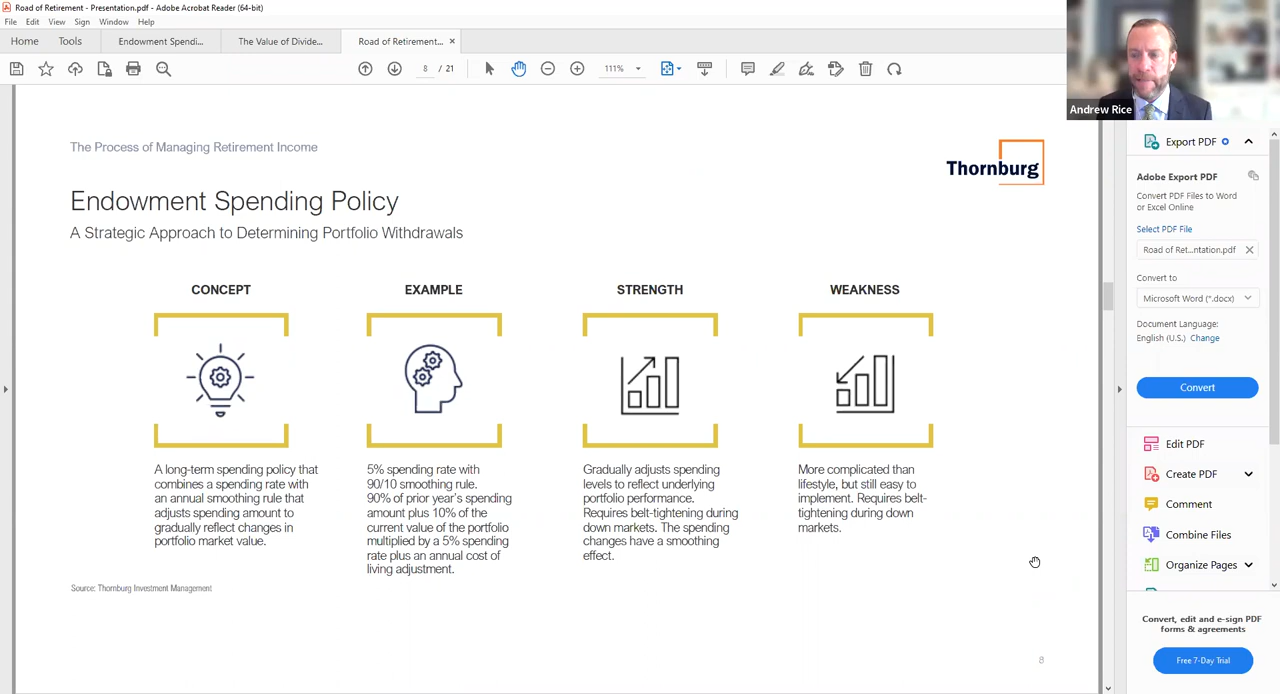 Road of Retirement - Presentation.pdf - Adobe Acrobat Reader (64-bit)
File Edit View Sign Window Help
Home Tools Endowment Spendi... The Value of Divide... Road of Retirement...
8 / 21 111%
Andrew Rice
The Process of Managing Retirement Income
Thornburg
Endowment Spending Policy
A Strategic Approach to Determining Portfolio Withdrawals
CONCEPT
A long-term spending policy that
combines a spending rate with
an annual smoothing rule that
adjusts spending amount to
gradually reflect changes in
portfolio market value.
EXAMPLE
5% spending rate with
90/10 smoothing rule.
90% of prior year's spending
amount plus 10% of the
current value of the portfolio
multiplied by a 5% spending
rate plus an annual cost of
living adjustment.
STRENGTH
Gradually adjusts spending
levels to reflect underlying
portfolio performance.
Requires belt-tightening during
down markets. The spending
changes have a smoothing
effect.
WEAKNESS
More complicated than
lifestyle, but still easy to
implement. Requires belt-
tightening during down
markets.
Source: Thornburg Investment Management
8
Export PDF
Adobe Export PDF
Convert PDF Files to Word
or Excel Online
Select PDF File
Road of Ret...ntation.pdf
Convert to
Microsoft Word (*.docx)
Document Language:
English (U.S.) Change
Convert
Edit PDF
Create PDF
Comment
Combine Files
Organize Pages
Convert, edit and e-sign PDF
forms & agreements
Free 7-Day Trial